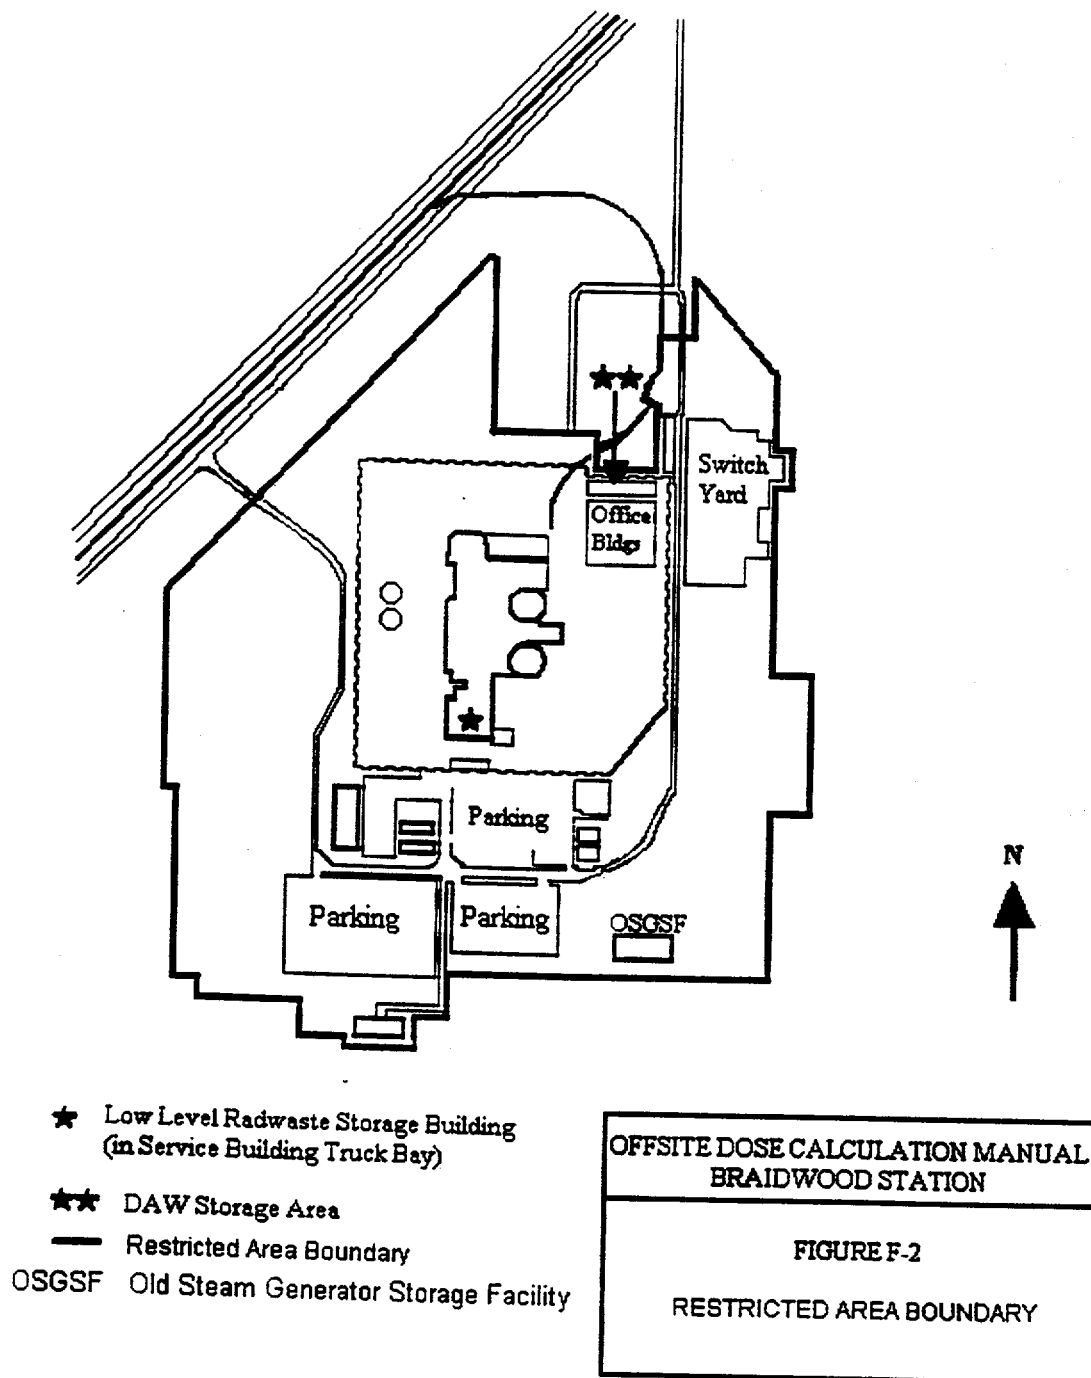 Switch
Yard
Office
Bldgs
Parking
N
Parking
Parking
OSGSF
★ Low Level Radwaste Storage Building
(in Service Building Truck Bay)
★★ DAW Storage Area
Restricted Area Boundary
OSGSF Old Steam Generator Storage Facility
OFFSITE DOSE CALCULATION MANUAL
BRAIDWOOD STATION
FIGURE F-2
RESTRICTED AREA BOUNDARY